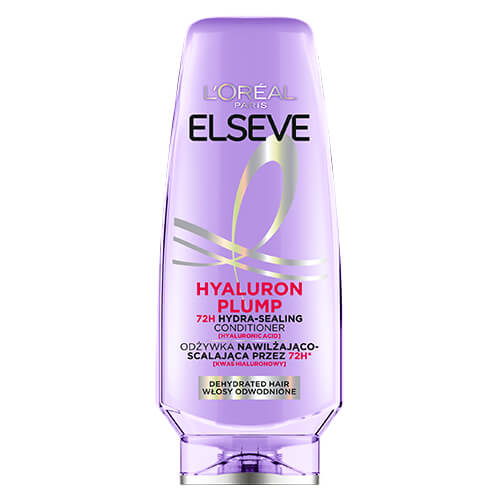 L'ORÉAL
PARIS
ELSEVE
HYALURON
PLUMP
72H HYDRA-SEALING
CONDITIONER
[HYALURONIC ACID]
ODŻYWKA NAWILŻAJĄCO-
SCALAJĄCA PRZEZ 72H*
[KWAS HIALURONOWY]
DEHYDRATED HAIR
WŁOSY ODWODNIONE